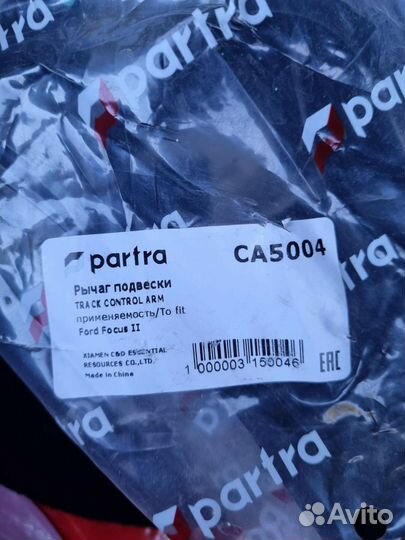 partra
partra
partra
partra
partra
CA5004
Рычаг подвески
TRACK CONTROL ARM
применяемость/To fit
Ford Focus II
XIAMEN C&D ESSENTIAL
RESOURCES CO.,LTD.
Made in China
1 000003 150046
EAC
partra
Avito